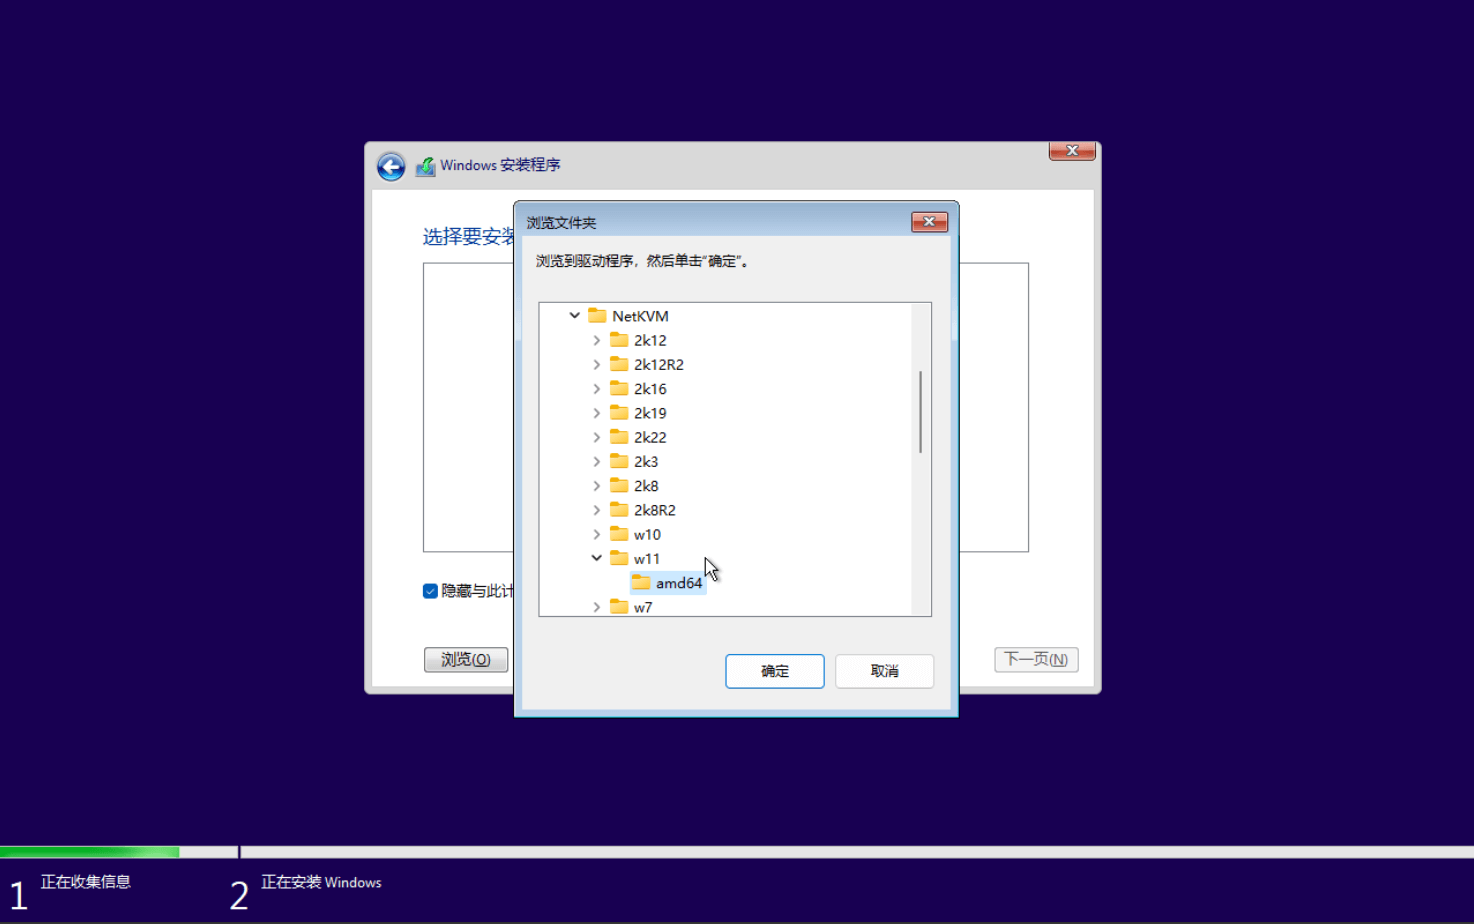 Windows 安装程序
选择要安装
浏览文件夹
浏览到驱动程序，然后单击“确定”。
NetKVM
2k12
2k12R2
2k16
2k19
2k22
2k3
2k8
2k8R2
w10
w11
amd64
w7
隐藏与此计
浏览(O)
确定
取消
下一页(N)
1 正在收集信息
2 正在安装 Windows